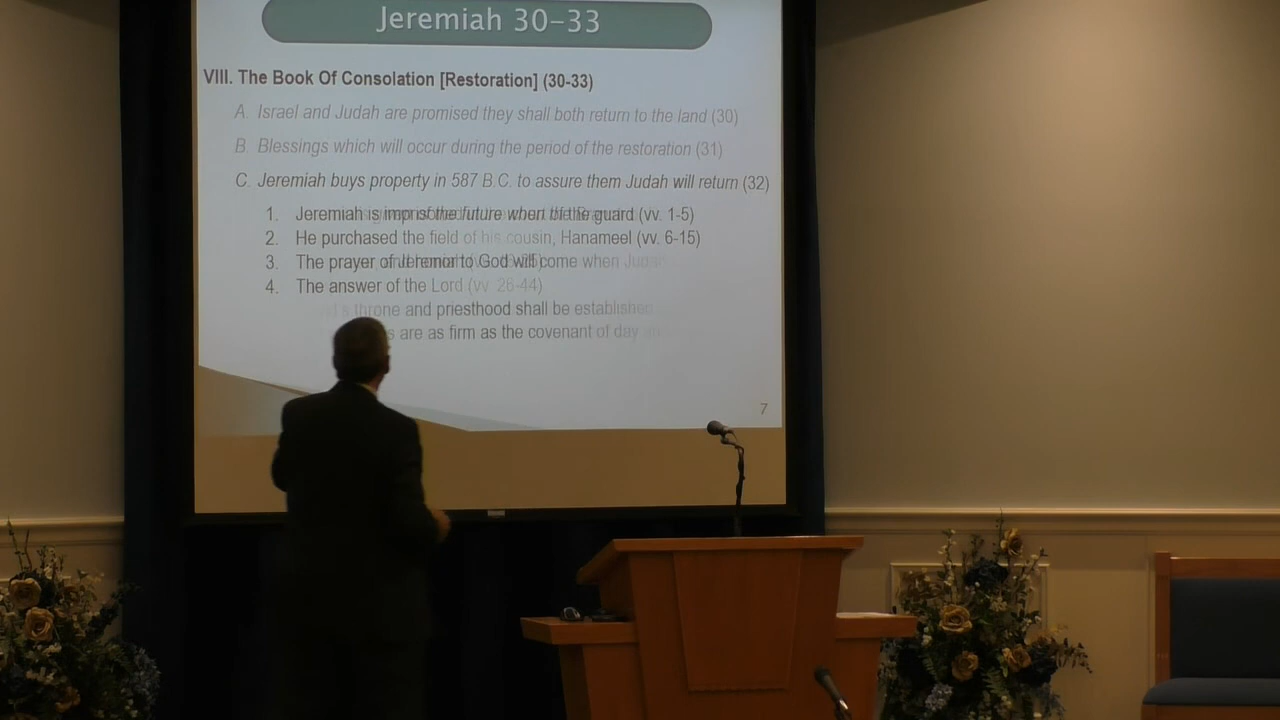 Jeremiah 30-33
VIII. The Book Of Consolation [Restoration] (30-33)
A. Israel and Judah are promised they shall both return to the land (30)
B. Blessings which will occur during the period of the restoration (31)
C. Jeremiah buys property in 587 B.C. to assure them Judah will return (32)
1. Jeremiah is of the future when the guard (vv. 1-5)
2. He purchased the field of his cousin, Hanameel (vv. 6-15)
3. The prayer of to God will come when
4. The answer of the Lord (vv. 26-44)
throne and priesthood shall be established
are as firm as the covenant of day
7